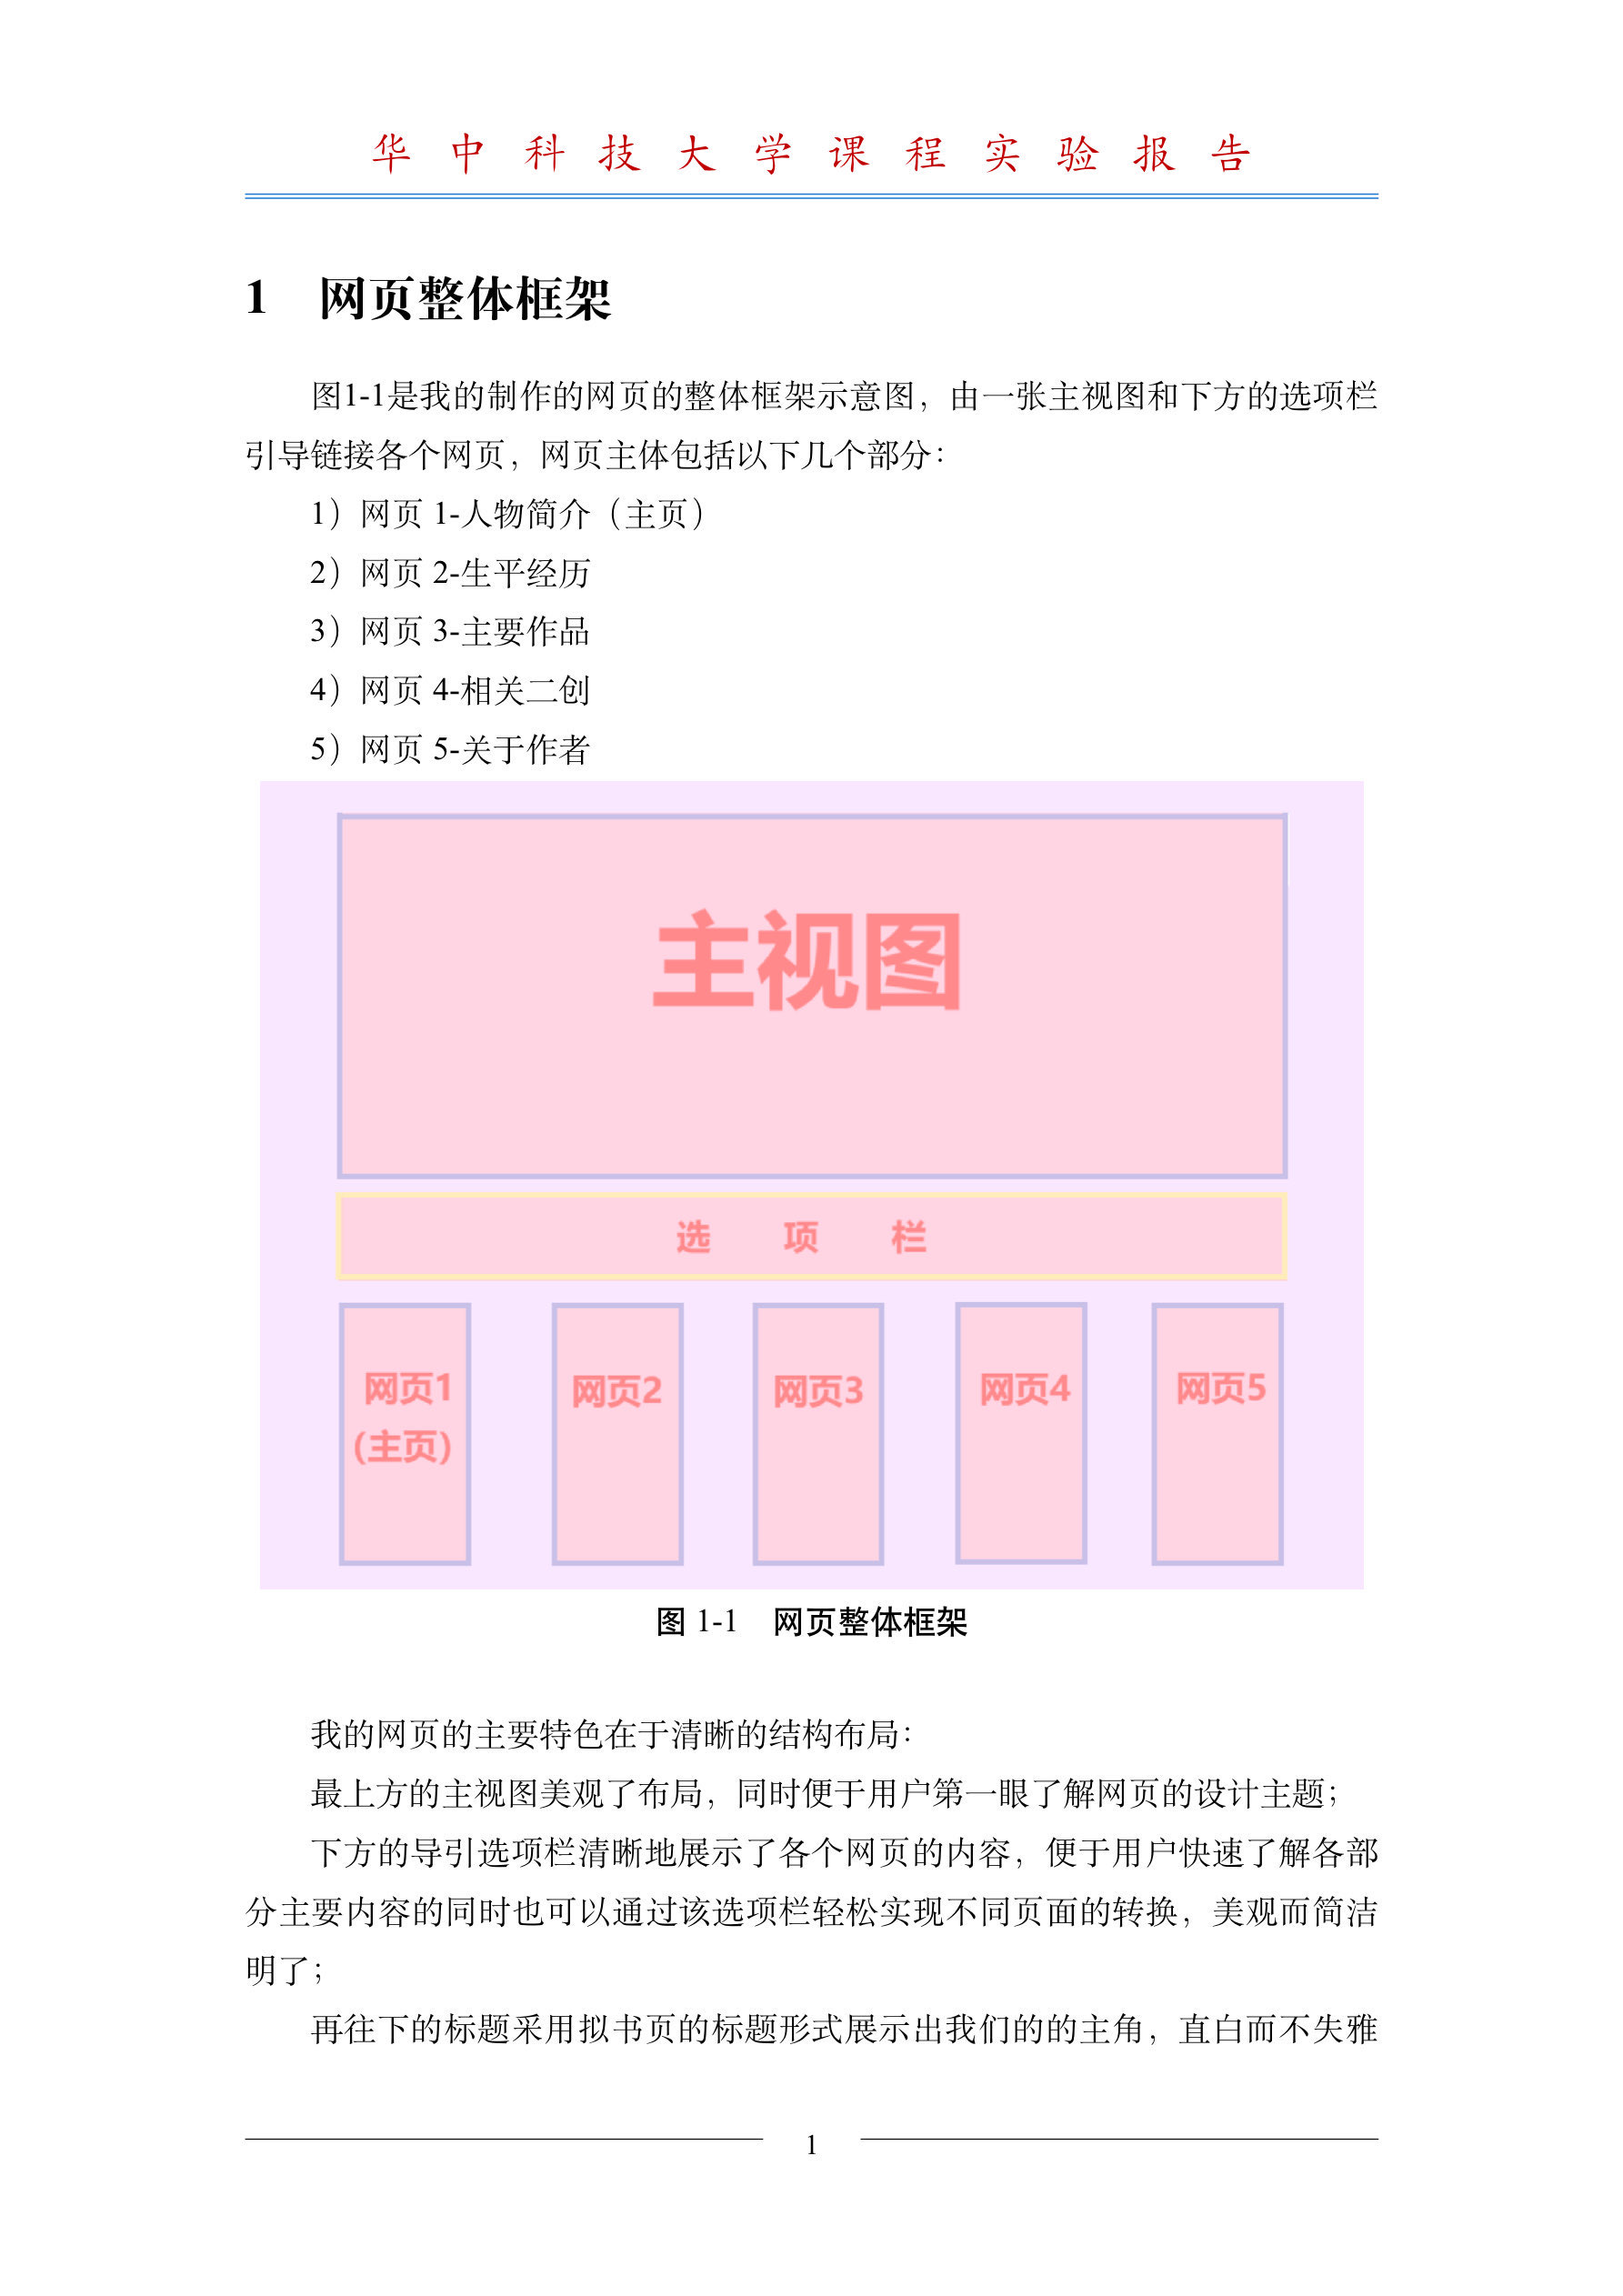 华中科技大学课程实验报告
1 网页整体框架
图1-1是我的制作的网页的整体框架示意图，由一张主视图和下方的选项栏
引导链接各个网页，网页主体包括以下几个部分：
1）网页 1-人物简介（主页）
2）网页 2-生平经历
3）网页 3-主要作品
4）网页 4-相关二创
5）网页 5-关于作者
主视图
选 项 栏
网页1
(主页)
网页2
网页3
网页4
网页5
图 1-1 网页整体框架
我的网页的主要特色在于清晰的结构布局：
最上方的主视图美观了布局，同时便于用户第一眼了解网页的设计主题；
下方的导引选项栏清晰地展示了各个网页的内容，便于用户快速了解各部
分主要内容的同时也可以通过该选项栏轻松实现不同页面的转换，美观而简洁
明了；
再往下的标题采用拟书页的标题形式展示出我们的的主角，直白而不失雅
1